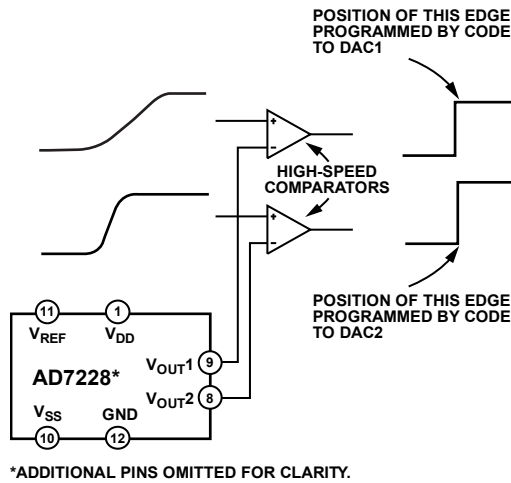 POSITION OF THIS EDGE
PROGRAMMED BY CODE
TO DAC1
+
−
HIGH-SPEED
COMPARATORS
+
−
POSITION OF THIS EDGE
PROGRAMMED BY CODE
TO DAC2
11
1
VREF
VDD
AD7228*
VOUT1
9
VOUT2
8
VSS
GND
10
12
*ADDITIONAL PINS OMITTED FOR CLARITY.